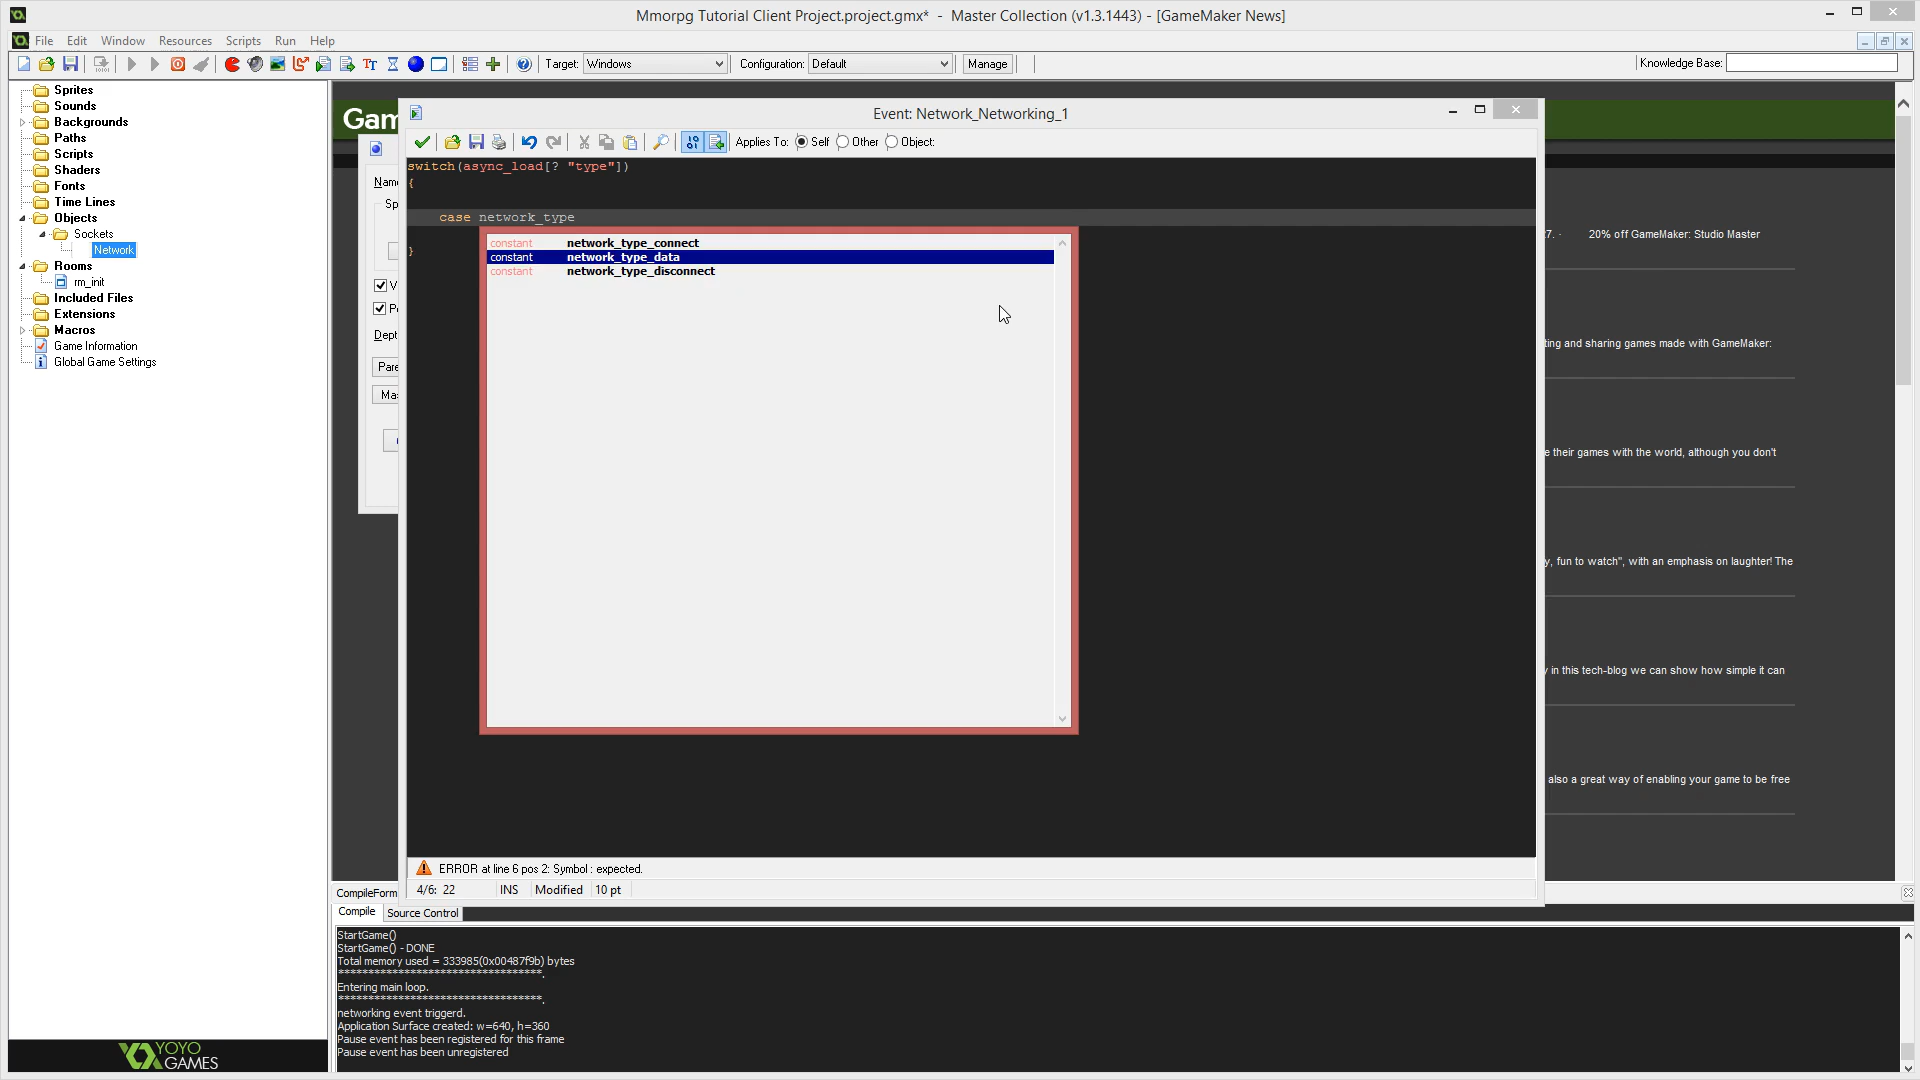 Mmorpg Tutorial Client Project.project.gmx* - Master Collection (v1.3.1443) - [GameMaker News]
File Edit Window Resources Scripts Run Help
Target: Windows Configuration: Default Manage Knowledge Base:
Sprites
Sounds
Backgrounds
Paths
Scripts
Shaders
Fonts
Time Lines
Objects
Sockets
Network
Rooms
rm_init
Included Files
Extensions
Macros
Game Information
Global Game Settings
YOYO
GAMES
Gam
Nam
Sp
V
Dept
Pare
Mas
Event: Network_Networking_1
Applies To: Self Other Object:
switch(async_load[? "type"])
{
case network_type
}
constant network_type_connect
constant network_type_data
constant network_type_disconnect
ERROR at line 6 pos 2: Symbol : expected.
4/6: 22 INS Modified 10 pt
7. - 20% off GameMaker: Studio Master
ting and sharing games made with GameMaker:
e their games with the world, although you don't
y, fun to watch", with an emphasis on laughter! The
y in this tech-blog we can show how simple it can
also a great way of enabling your game to be free
CompileForm
Compile Source Control
StartGame()
StartGame() - DONE
Total memory used = 333985(0x00487f9b) bytes
**********************************.
Entering main loop.
**********************************.
networking event triggerd.
Application Surface created: w=640, h=360
Pause event has been registered for this frame
Pause event has been unregistered